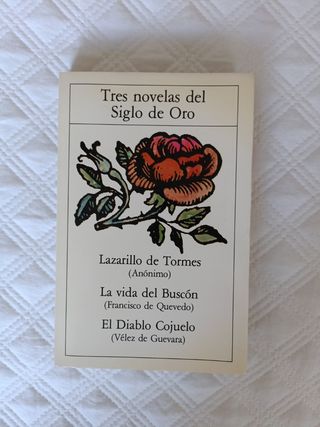 Tres novelas del
Siglo de Oro
Lazarillo de Tormes
(Anónimo)
La vida del Buscón
(Francisco de Quevedo)
El Diablo Cojuelo
(Vélez de Guevara)